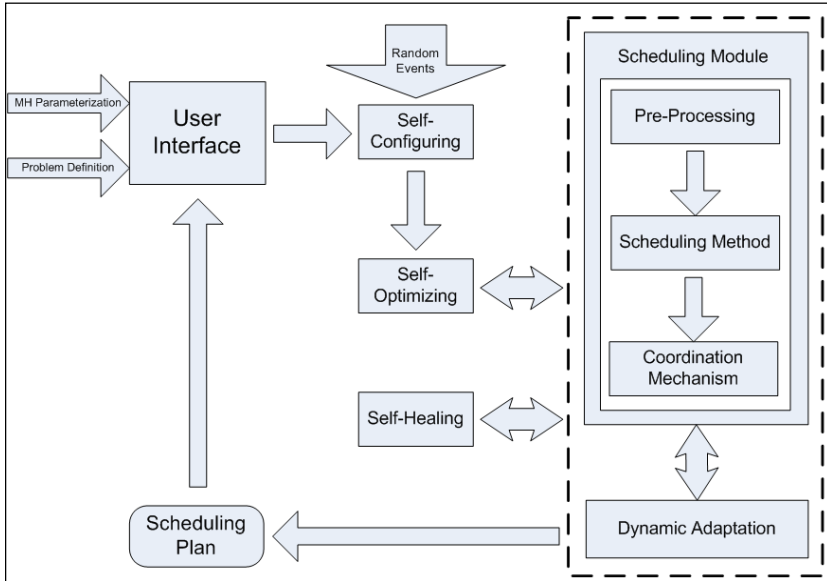 MH Parameterization
Problem Definition
User
Interface
Random
Events
Self-
Configuring
Self-
Optimizing
Self-Healing
Scheduling Module
Pre-Processing
Scheduling Method
Coordination
Mechanism
Dynamic Adaptation
Scheduling
Plan